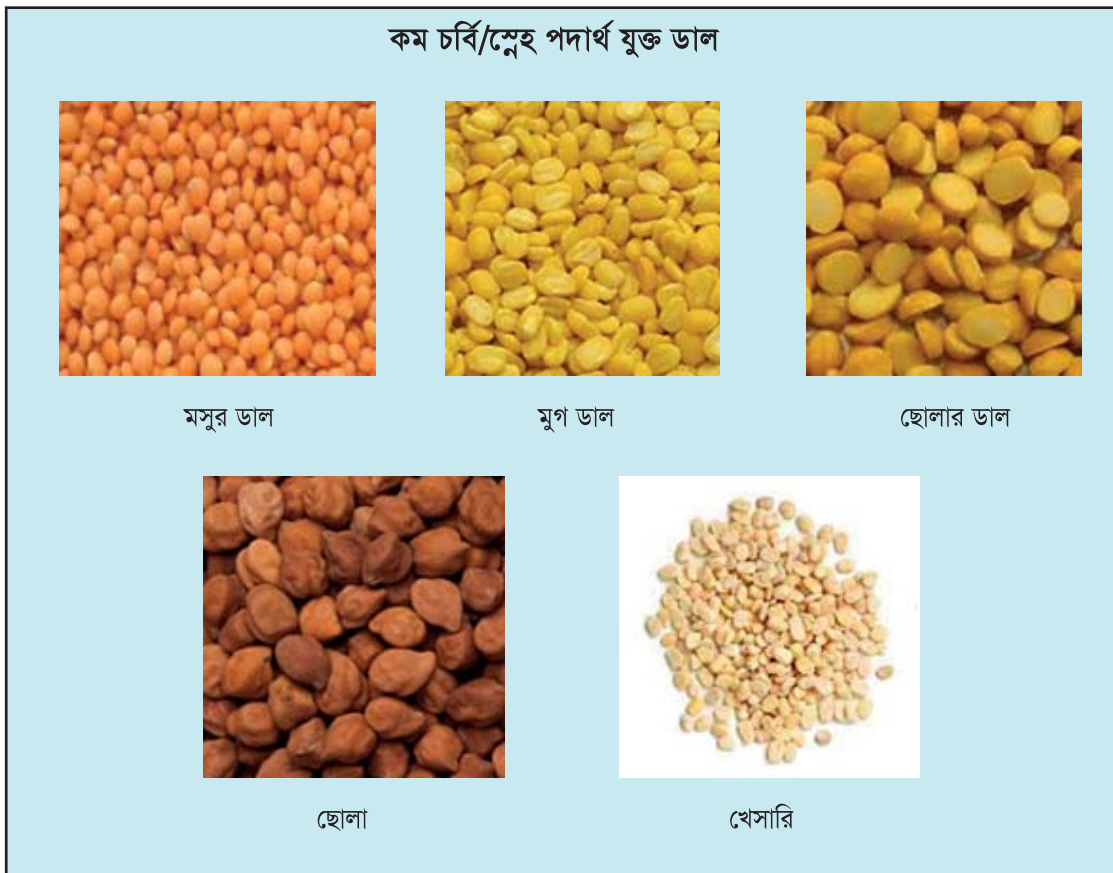 কম চর্বি/স্নেহ পদার্থ যুক্ত ডাল
মসুর ডাল
মুগ ডাল
ছোলার ডাল
ছোলা
খেসারি